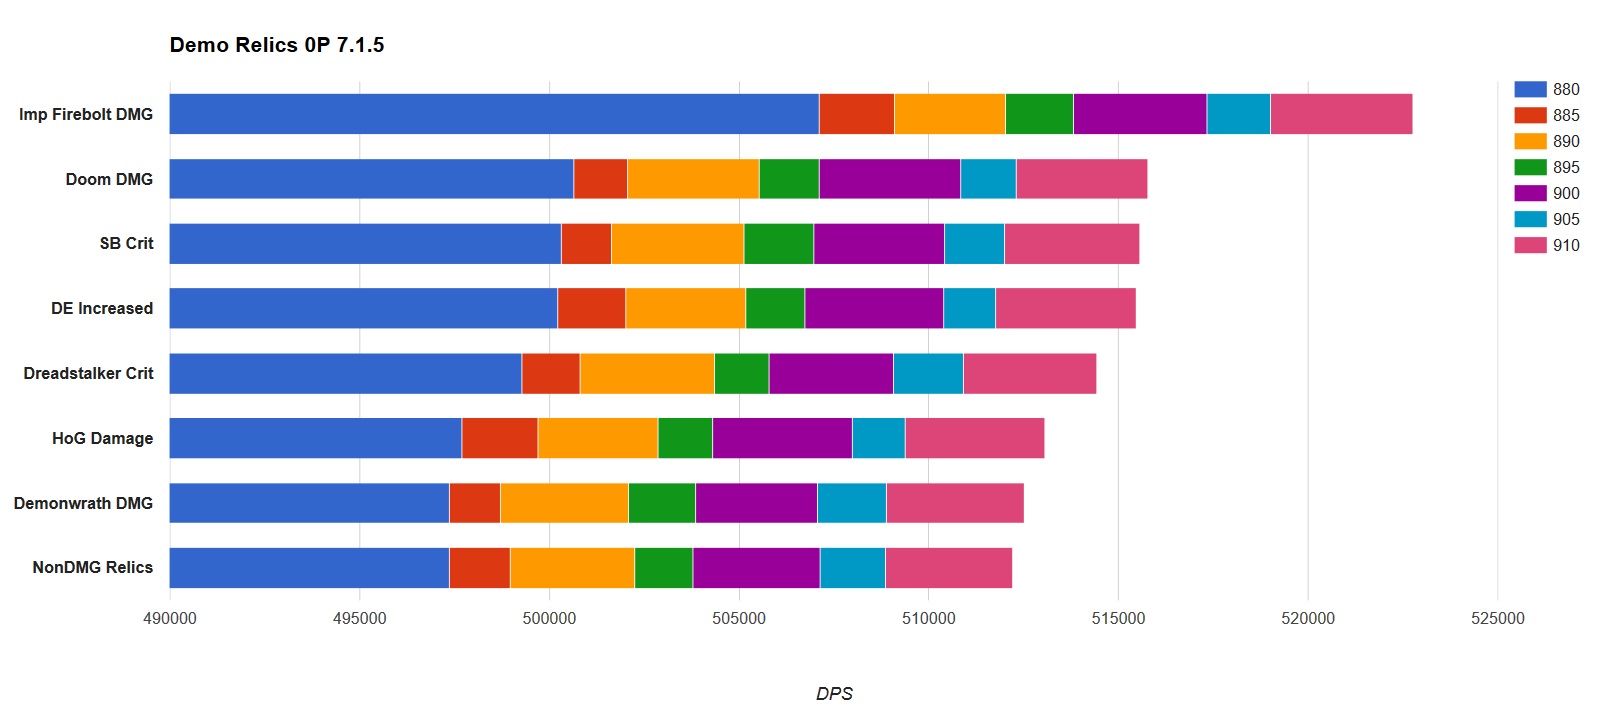 Demo Relics 0P 7.1.5
Imp Firebolt DMG
Doom DMG
SB Crit
DE Increased
Dreadstalker Crit
HoG Damage
Demonwrath DMG
NonDMG Relics
490000 495000 500000 505000 510000 515000 520000 525000
DPS
880
885
890
895
900
905
910